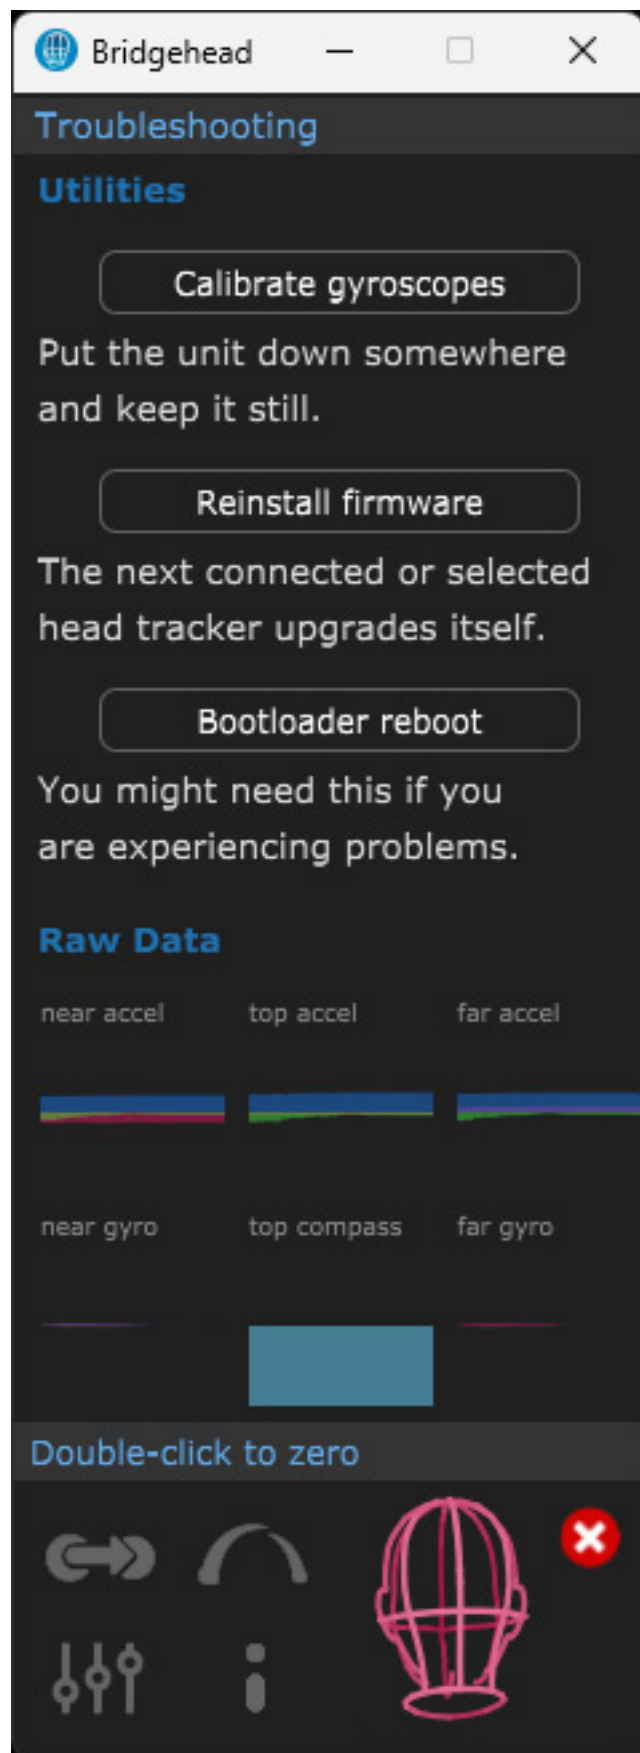 Bridgehead
Troubleshooting
Utilities
Calibrate gyroscopes
Put the unit down somewhere
and keep it still.
Reinstall firmware
The next connected or selected
head tracker upgrades itself.
Bootloader reboot
You might need this if you
are experiencing problems.
Raw Data
near accel top accel far accel
near gyro top compass far gyro
Double-click to zero